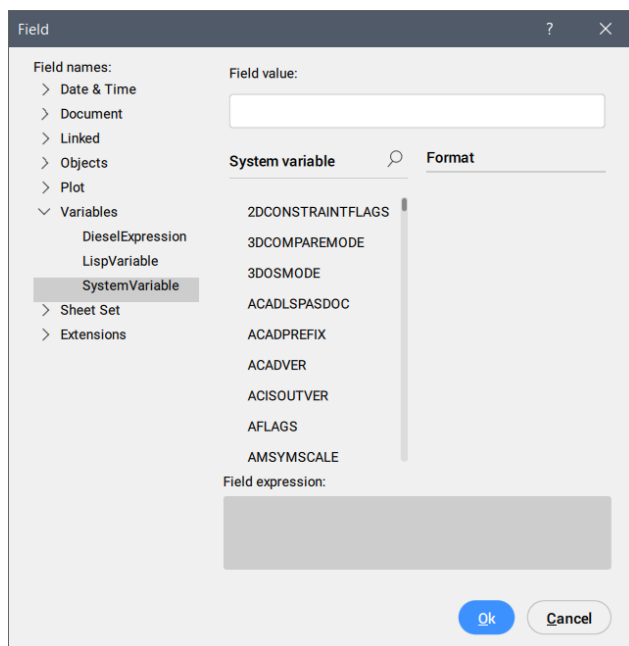 Field
?
Field names:
Date & Time
Document
Linked
Objects
Plot
Variables
DieselExpression
LispVariable
SystemVariable
Sheet Set
Extensions
Field value:
System variable
Format
2DCONSTRAINTFLAGS
3DCOMPAREMODE
3DOSMODE
ACADLSPASDOC
ACADPREFIX
ACADVER
ACISOUTVER
AFLAGS
AMSYMSCALE
Field expression:
Ok
Cancel